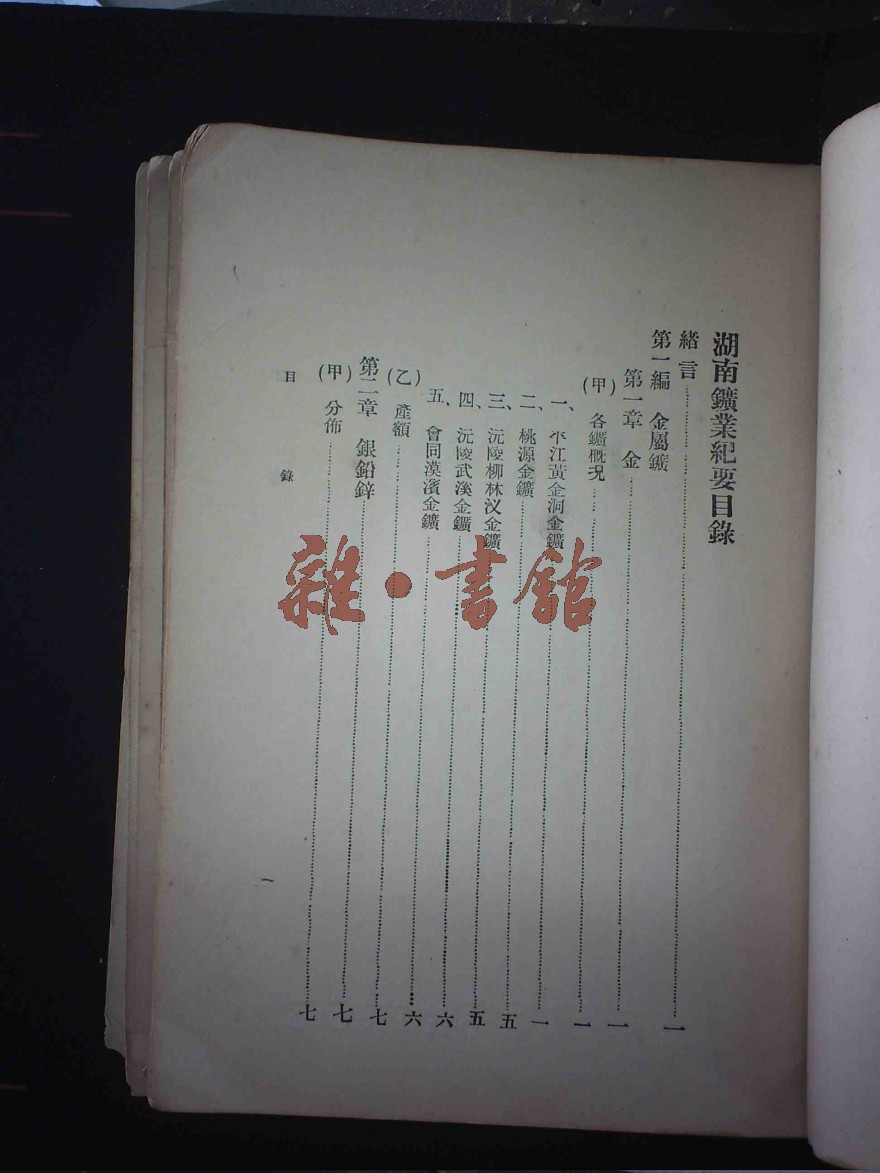 湖南鑛業紀要目錄
緒言……一
第一編 金屬鑛
第一章 金……一
(甲) 各鑛概況……一
一、 平江黃金洞金鑛……一
二、 桃源金鑛……五
三、 沅陵柳林汊金鑛……五
四、 沅陵武溪金鑛……六
五、 會同漠濱金鑛……六
(乙) 產額……七
第二章 銀鉛鋅……七
(甲) 分佈……七
目錄
一
雜·書館